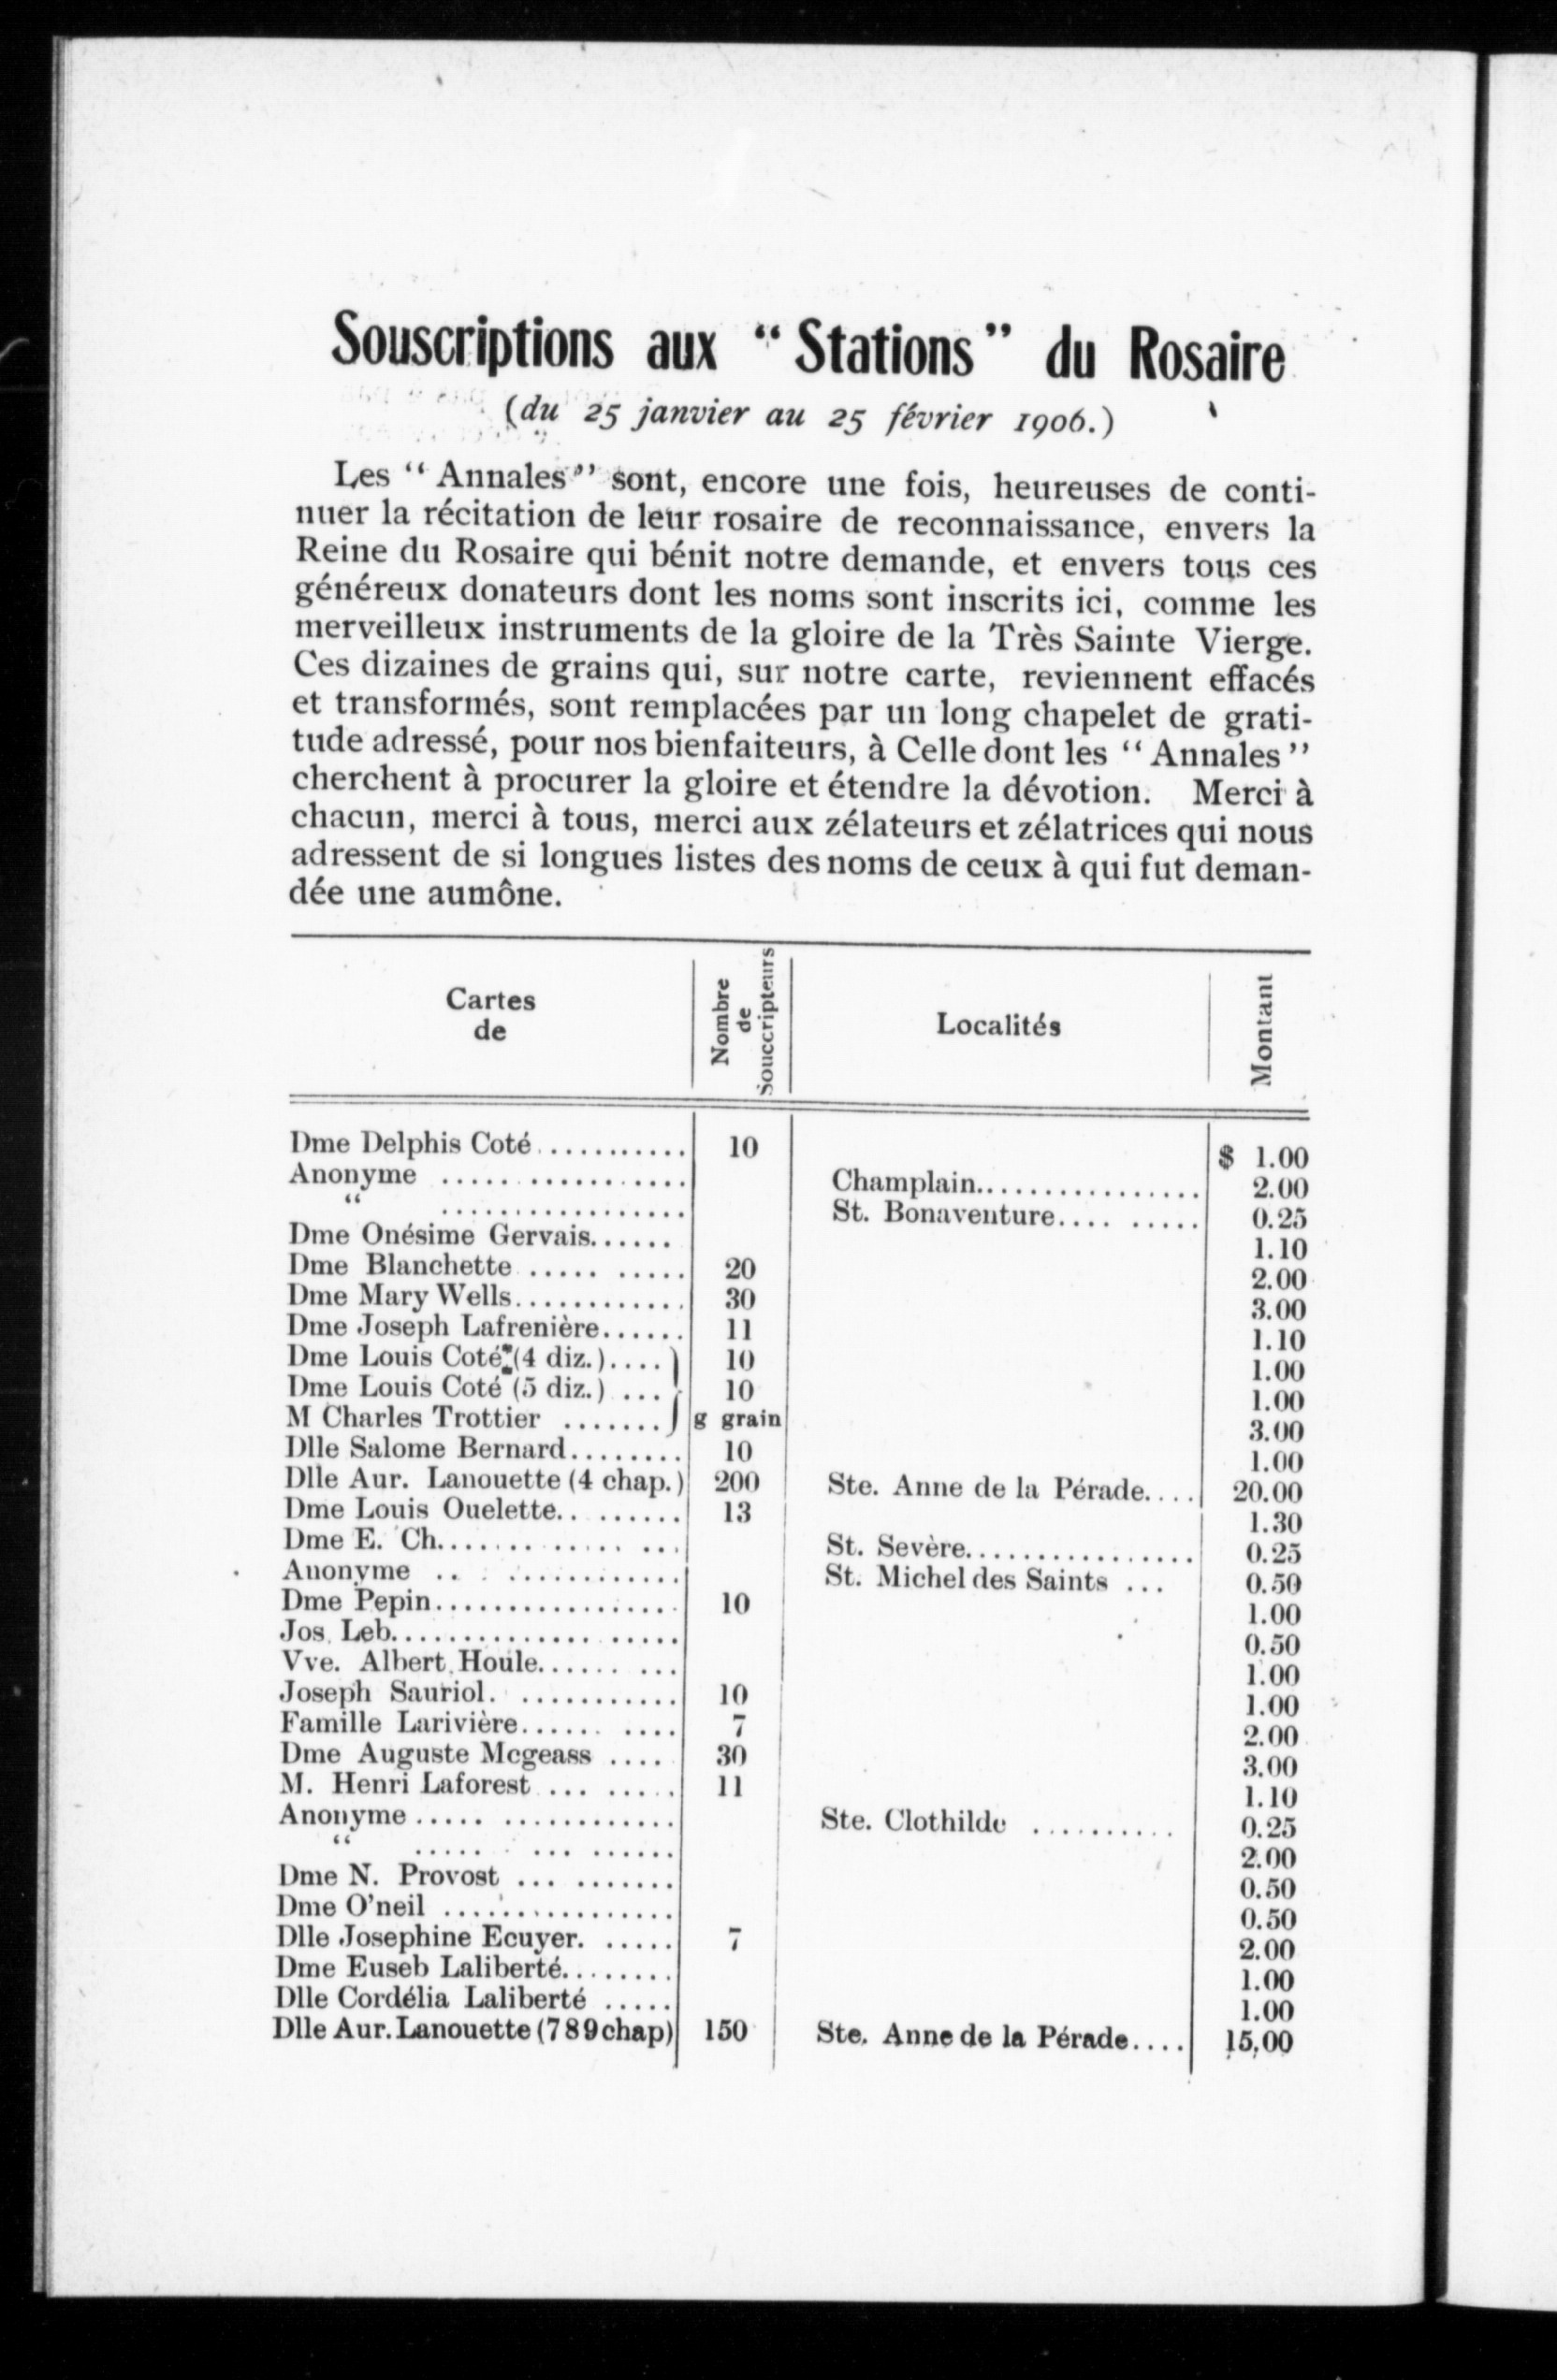 Souscriptions aux “Stations” du Rosaire
(du 25 janvier au 25 février 1906.)
Les “Annales” sont, encore une fois, heureuses de conti-
nuer la récitation de leur rosaire de reconnaissance, envers la
Reine du Rosaire qui bénit notre demande, et envers tous ces
généreux donateurs dont les noms sont inscrits ici, comme les
merveilleux instruments de la gloire de la Très Sainte Vierge.
Ces dizaines de grains qui, sur notre carte, reviennent effacés
et transformés, sont remplacées par un long chapelet de grati-
tude adressé, pour nos bienfaiteurs, à Celle dont les “Annales”
cherchent à procurer la gloire et étendre la dévotion. Merci à
chacun, merci à tous, merci aux zélateurs et zélatrices qui nous
adressent de si longues listes des noms de ceux à qui fut deman-
dée une aumône.
Cartes
de
Nombre
de
Souccripteurs
Localités
Montant
Dme Delphis Coté........... 10 $ 1.00
Anonyme ................. Champlain................ 2.00
“ ................. St. Bonaventure.... ..... 0.25
Dme Onésime Gervais...... 1.10
Dme Blanchette ..... ..... 20 2.00
Dme Mary Wells............ 30 3.00
Dme Joseph Lafrenière...... 11 1.10
Dme Louis Coté (4 diz.).... } 10 1.00
Dme Louis Coté (5 diz.) ... 10 1.00
M Charles Trottier ....... g grain 3.00
Dlle Salome Bernard........ 10 1.00
Dlle Aur. Lanouette (4 chap.) 200 Ste. Anne de la Pérade.... 20.00
Dme Louis Ouelette.. ....... 13 1.30
Dme E. Ch............. ... St. Sevère................ 0.25
Anonyme .. . ............ St. Michel des Saints ... 0.50
Dme Pepin................. 10 1.00
Jos. Leb............... ..... 0.50
Vve. Albert Houle...... ... 1.00
Joseph Sauriol. ........... 10 1.00
Famille Larivière...... .... 7 2.00
Dme Auguste Mcgeass .... 30 3.00
M. Henri Laforest ... ..... 11 1.10
Anonyme ..... ............ Ste. Clothilde .......... 0.25
“ ..... . ... ...... 2.00
Dme N. Provost ... ....... 0.50
Dme O'neil ................ 0.50
Dlle Josephine Ecuyer. ..... 7 2.00
Dme Euseb Laliberté........ 1.00
Dlle Cordélia Laliberté ..... 1.00
Dlle Aur. Lanouette (7 8 9 chap) 150 Ste. Anne de la Pérade.... 15.00